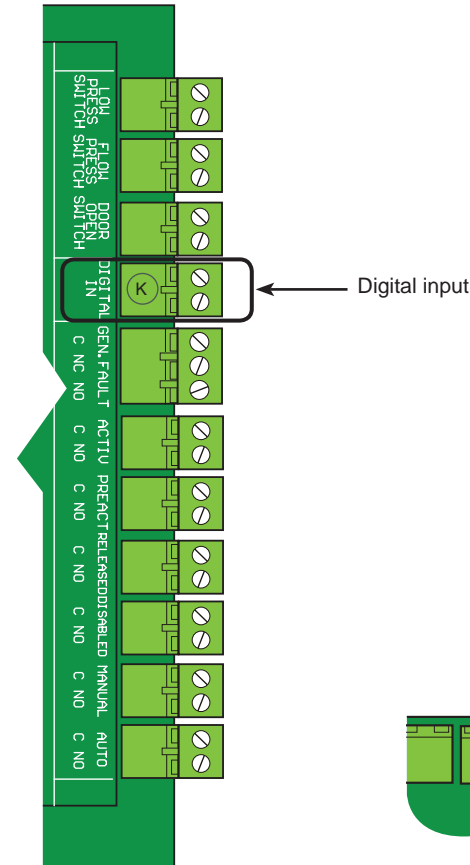 LOW
PRESS
SWITCH
FLOW
PRESS
SWITCH
DOOR
OPEN
SWITCH
DIGITAL
IN
K
Digital input
GEN.FAULT
C NC NO
ACTIV
C NO
PREACT
C NO
RELEASED
C NO
DISABLED
C NO
MANUAL
C NO
AUTO
C NO